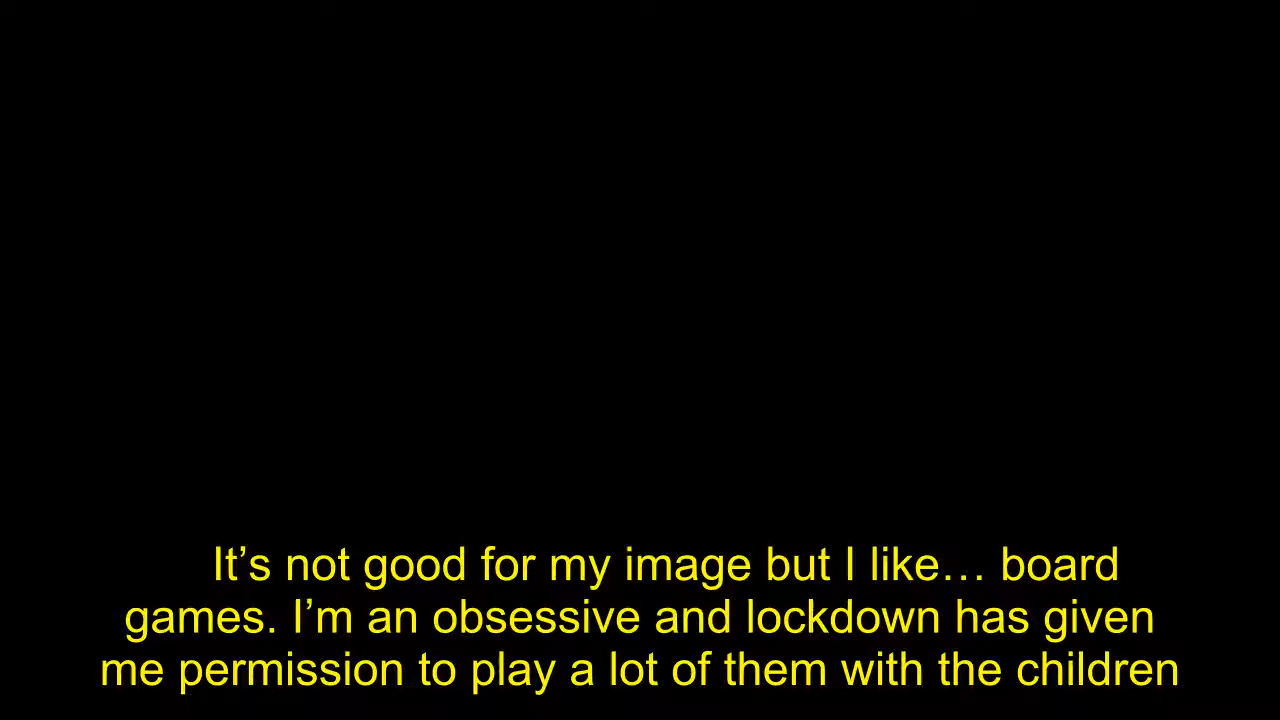 It’s not good for my image but I like… board
games. I’m an obsessive and lockdown has given
me permission to play a lot of them with the children